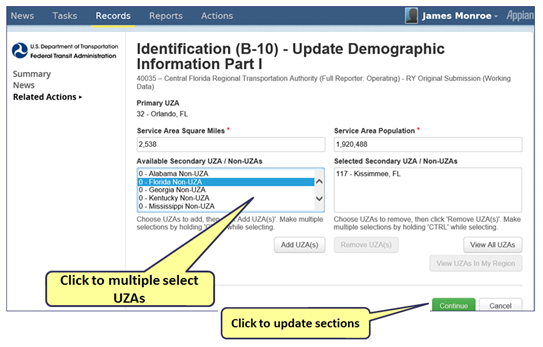 News Tasks Records Reports Actions James Monroe Appian
U.S. Department of Transportation
Federal Transit Administration
Summary
News
Related Actions
Identification (B-10) - Update Demographic
Information Part I
40035 – Central Florida Regional Transportation Authority (Full Reporter: Operating) - RY Original Submission (Working
Data)
Primary UZA
32 - Orlando, FL
Service Area Square Miles *
2,538
Service Area Population *
1,920,488
Available Secondary UZA / Non-UZAs
0 - Alabama Non-UZA
0 - Florida Non-UZA
0 - Georgia Non-UZA
0 - Kentucky Non-UZA
0 - Mississippi Non-UZA
Choose UZAs to add, then Add UZA(s)'. Make
multiple selections by holding 'C while selecting.
Add UZA(s)
Selected Secondary UZA / Non-UZAs
117 - Kissimmee, FL
Choose UZAs to remove, then click 'Remove UZA(s)'. Make
multiple selections by holding 'CTRL' while selecting.
Remove UZA(s) View All UZAs
View UZAs In My Region
Click to multiple select
UZAs
Click to update sections
Continue Cancel